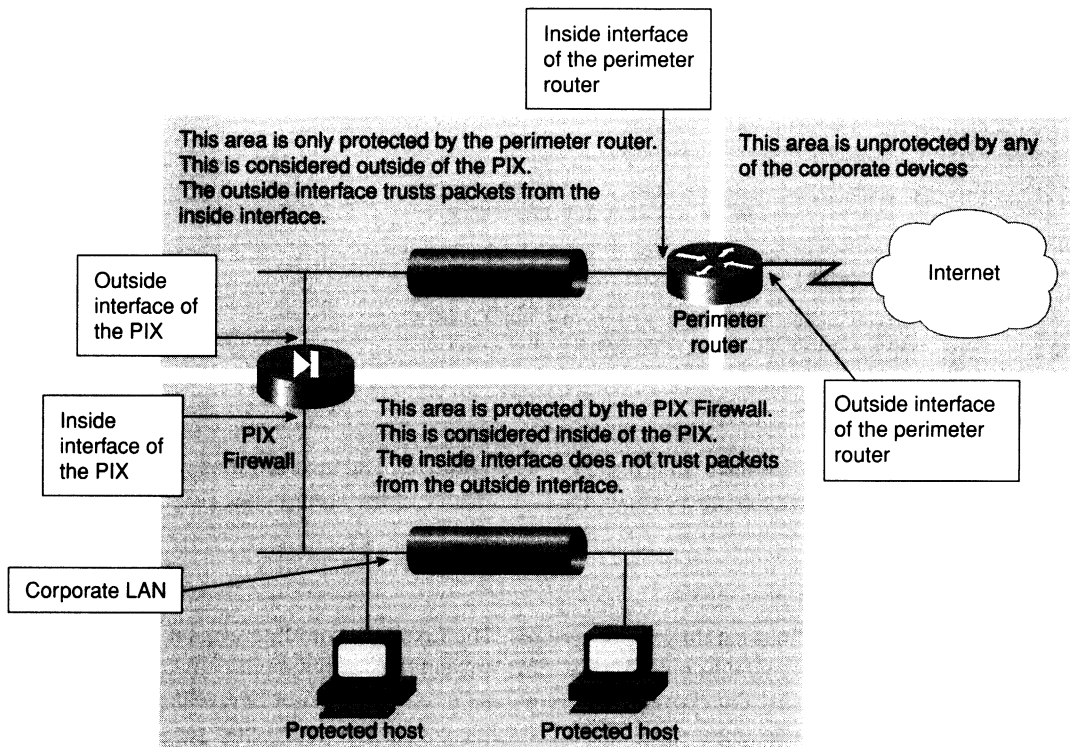 Inside interface
of the perimeter
router
This area is only protected by the perimeter router.
This is considered outside of the PIX.
The outside interface trusts packets from the
inside interface.
This area is unprotected by any
of the corporate devices
Internet
Outside
interface of
the PIX
Perimeter
router
Outside interface
of the perimeter
router
Inside
interface of
the PIX
PIX
Firewall
This area is protected by the PIX Firewall.
This is considered inside of the PIX.
The inside interface does not trust packets
from the outside interface.
Corporate LAN
Protected host
Protected host